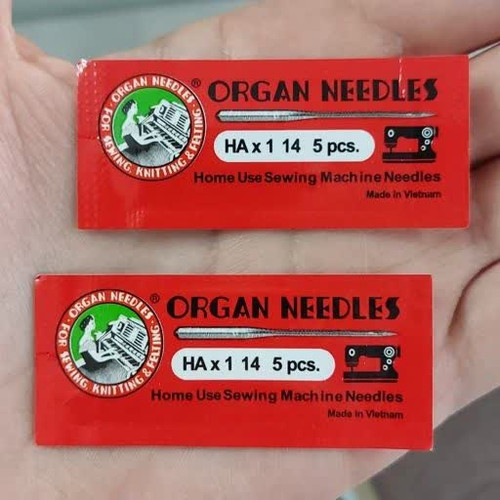 ORGAN NEEDLES
FOR SEWING, KNITTING & FELTING
®
ORGAN NEEDLES
HA x 1 14 5 pcs.
Home Use Sewing Machine Needles
Made in Vietnam
ORGAN NEEDLES
FOR SEWING, KNITTING & FELTING
®
ORGAN NEEDLES
HA x 1 14 5 pcs.
Home Use Sewing Machine Needles
Made in Vietnam